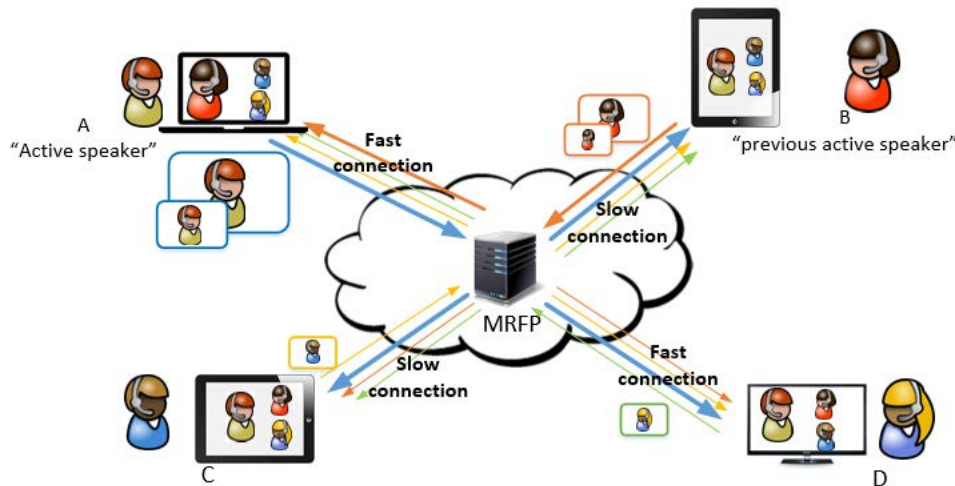 A
"Active speaker"
Fast
connection
B
"previous active speaker"
Slow
connection
MRFP
Slow
connection
Fast
connection
C
D